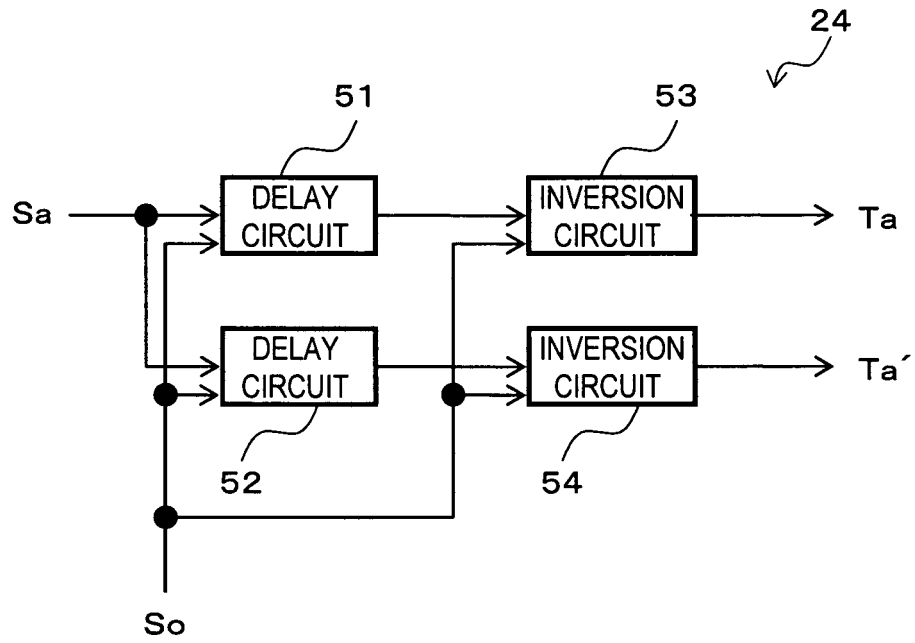 24
51
53
Sa
DELAY
CIRCUIT
INVERSION
CIRCUIT
Ta
DELAY
CIRCUIT
INVERSION
CIRCUIT
Ta´
52
54
So